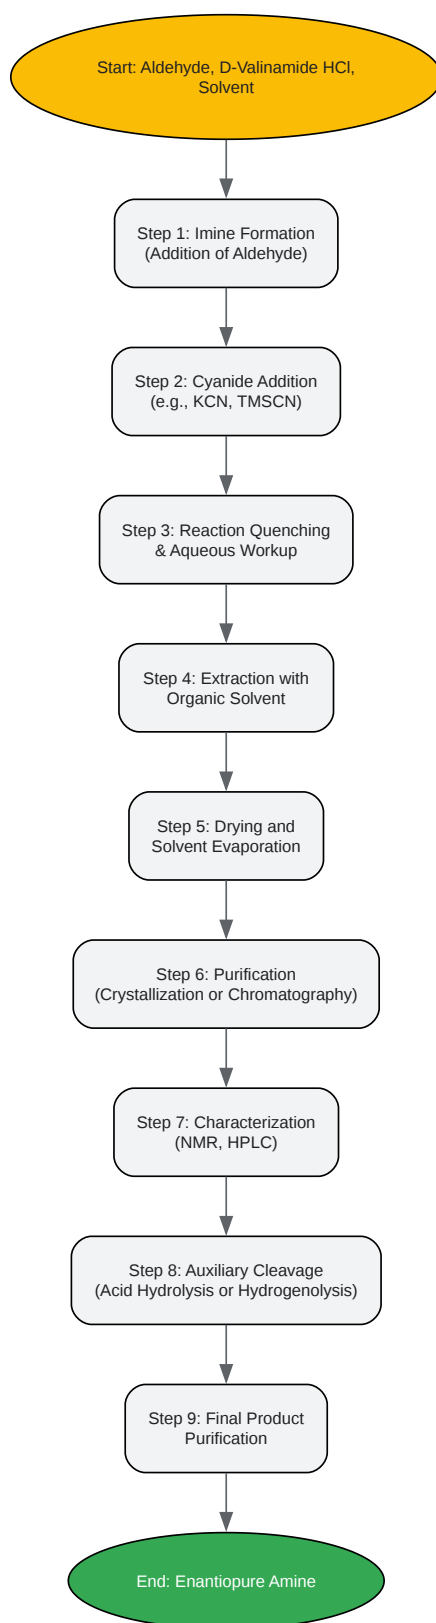 Start: Aldehyde, D-Valinamide HCl,
Solvent
Step 1: Imine Formation
(Addition of Aldehyde)
Step 2: Cyanide Addition
(e.g., KCN, TMSCN)
Step 3: Reaction Quenching
& Aqueous Workup
Step 4: Extraction with
Organic Solvent
Step 5: Drying and
Solvent Evaporation
Step 6: Purification
(Crystallization or Chromatography)
Step 7: Characterization
(NMR, HPLC)
Step 8: Auxiliary Cleavage
(Acid Hydrolysis or Hydrogenolysis)
Step 9: Final Product
Purification
End: Enantiopure Amine